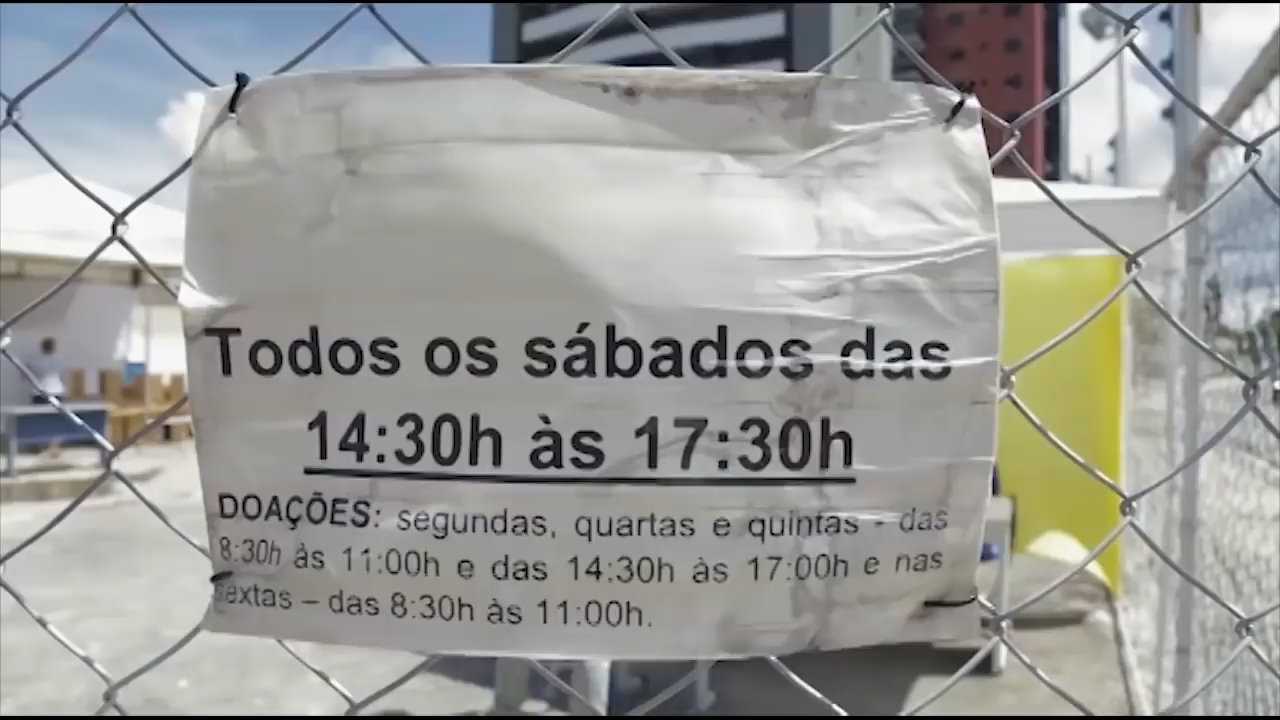 Todos os sábados das
14:30h às 17:30h
DOAÇÕES: segundas, quartas e quintas - das
8:30h às 11:00h e das 14:30h às 17:00h e nas
sextas – das 8:30h às 11:00h.